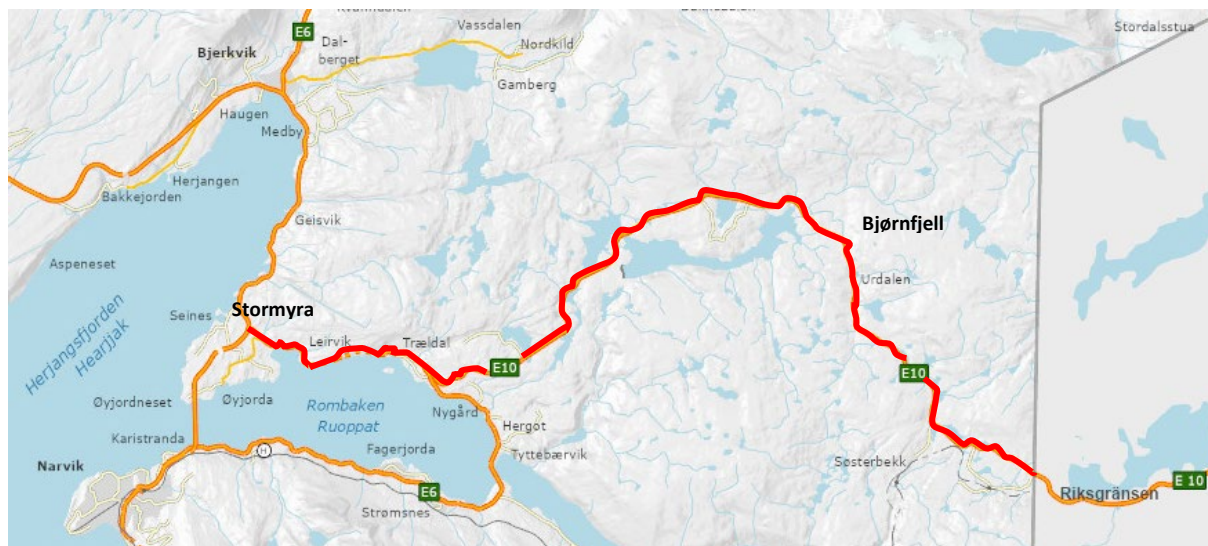 Kvanndalen
Stordalsstua
E6
Vassdalen
Dal-
berget
Nordkild
Bjerkvik
Gamberg
Haugen
Medby
Herjangen
Bakkejorden
Geisvik
Bjørnfjell
Aspeneset
Urdalen
Stormyra
Seines
Leirvik
Trældal
Herjangsfjorden
Hearjjak
E10
E10
Øyjordneset
Øyjorda
Rombaken
Ruoppat
Nygård
Hergot
Karistranda
Fagerjorda
Tyttebærvik
H
Søsterbekk
Narvik
E6
E 10
Riksgränsen
Strømsnes